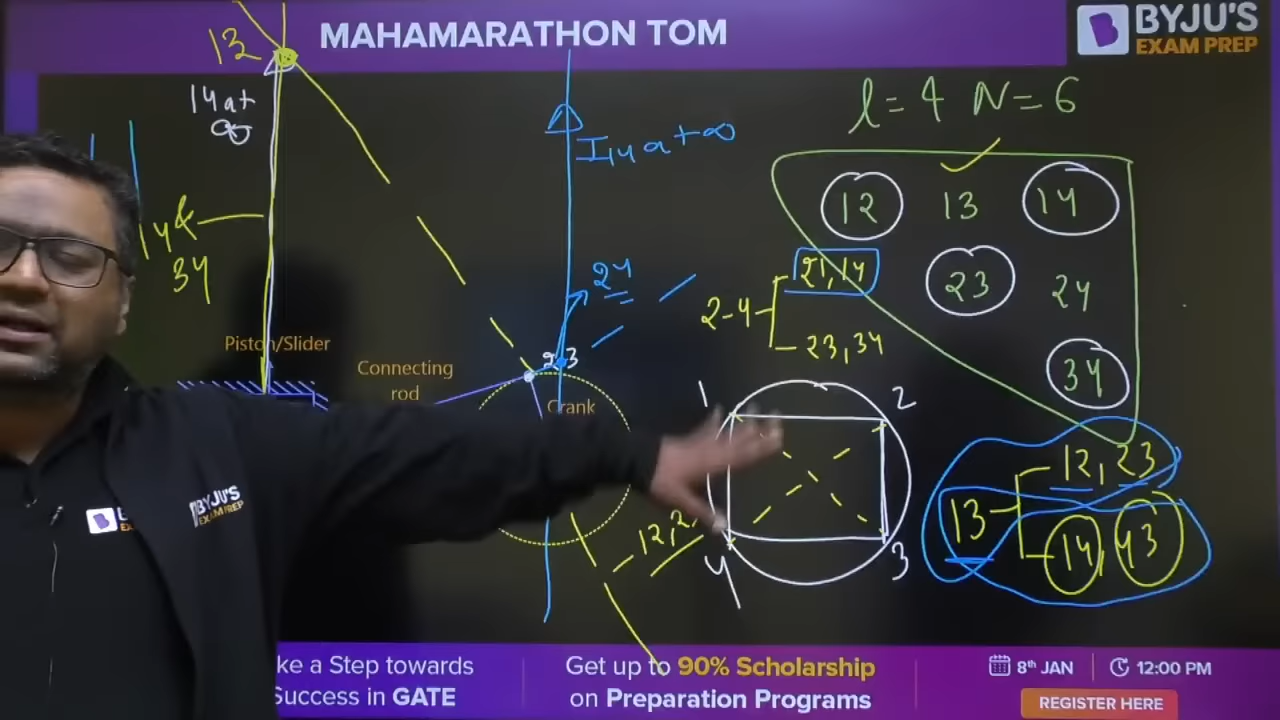 MAHAMARATHON TOM
BYJU'S
EXAM PREP
12
14 at
∞
14 &
34
I14 at ∞
24
23
Piston/Slider
Connecting
rod
Crank
12, 2
l = 4 N = 6
12 13 14
23 24
34
2-4
21, 14
23, 34
1 2
4 3
13
12, 23
14, 43
BYJU'S
EXAM PREP
ke a Step towards
Success in GATE
Get up to 90% Scholarship
on Preparation Programs
8th JAN
12:00 PM
REGISTER HERE